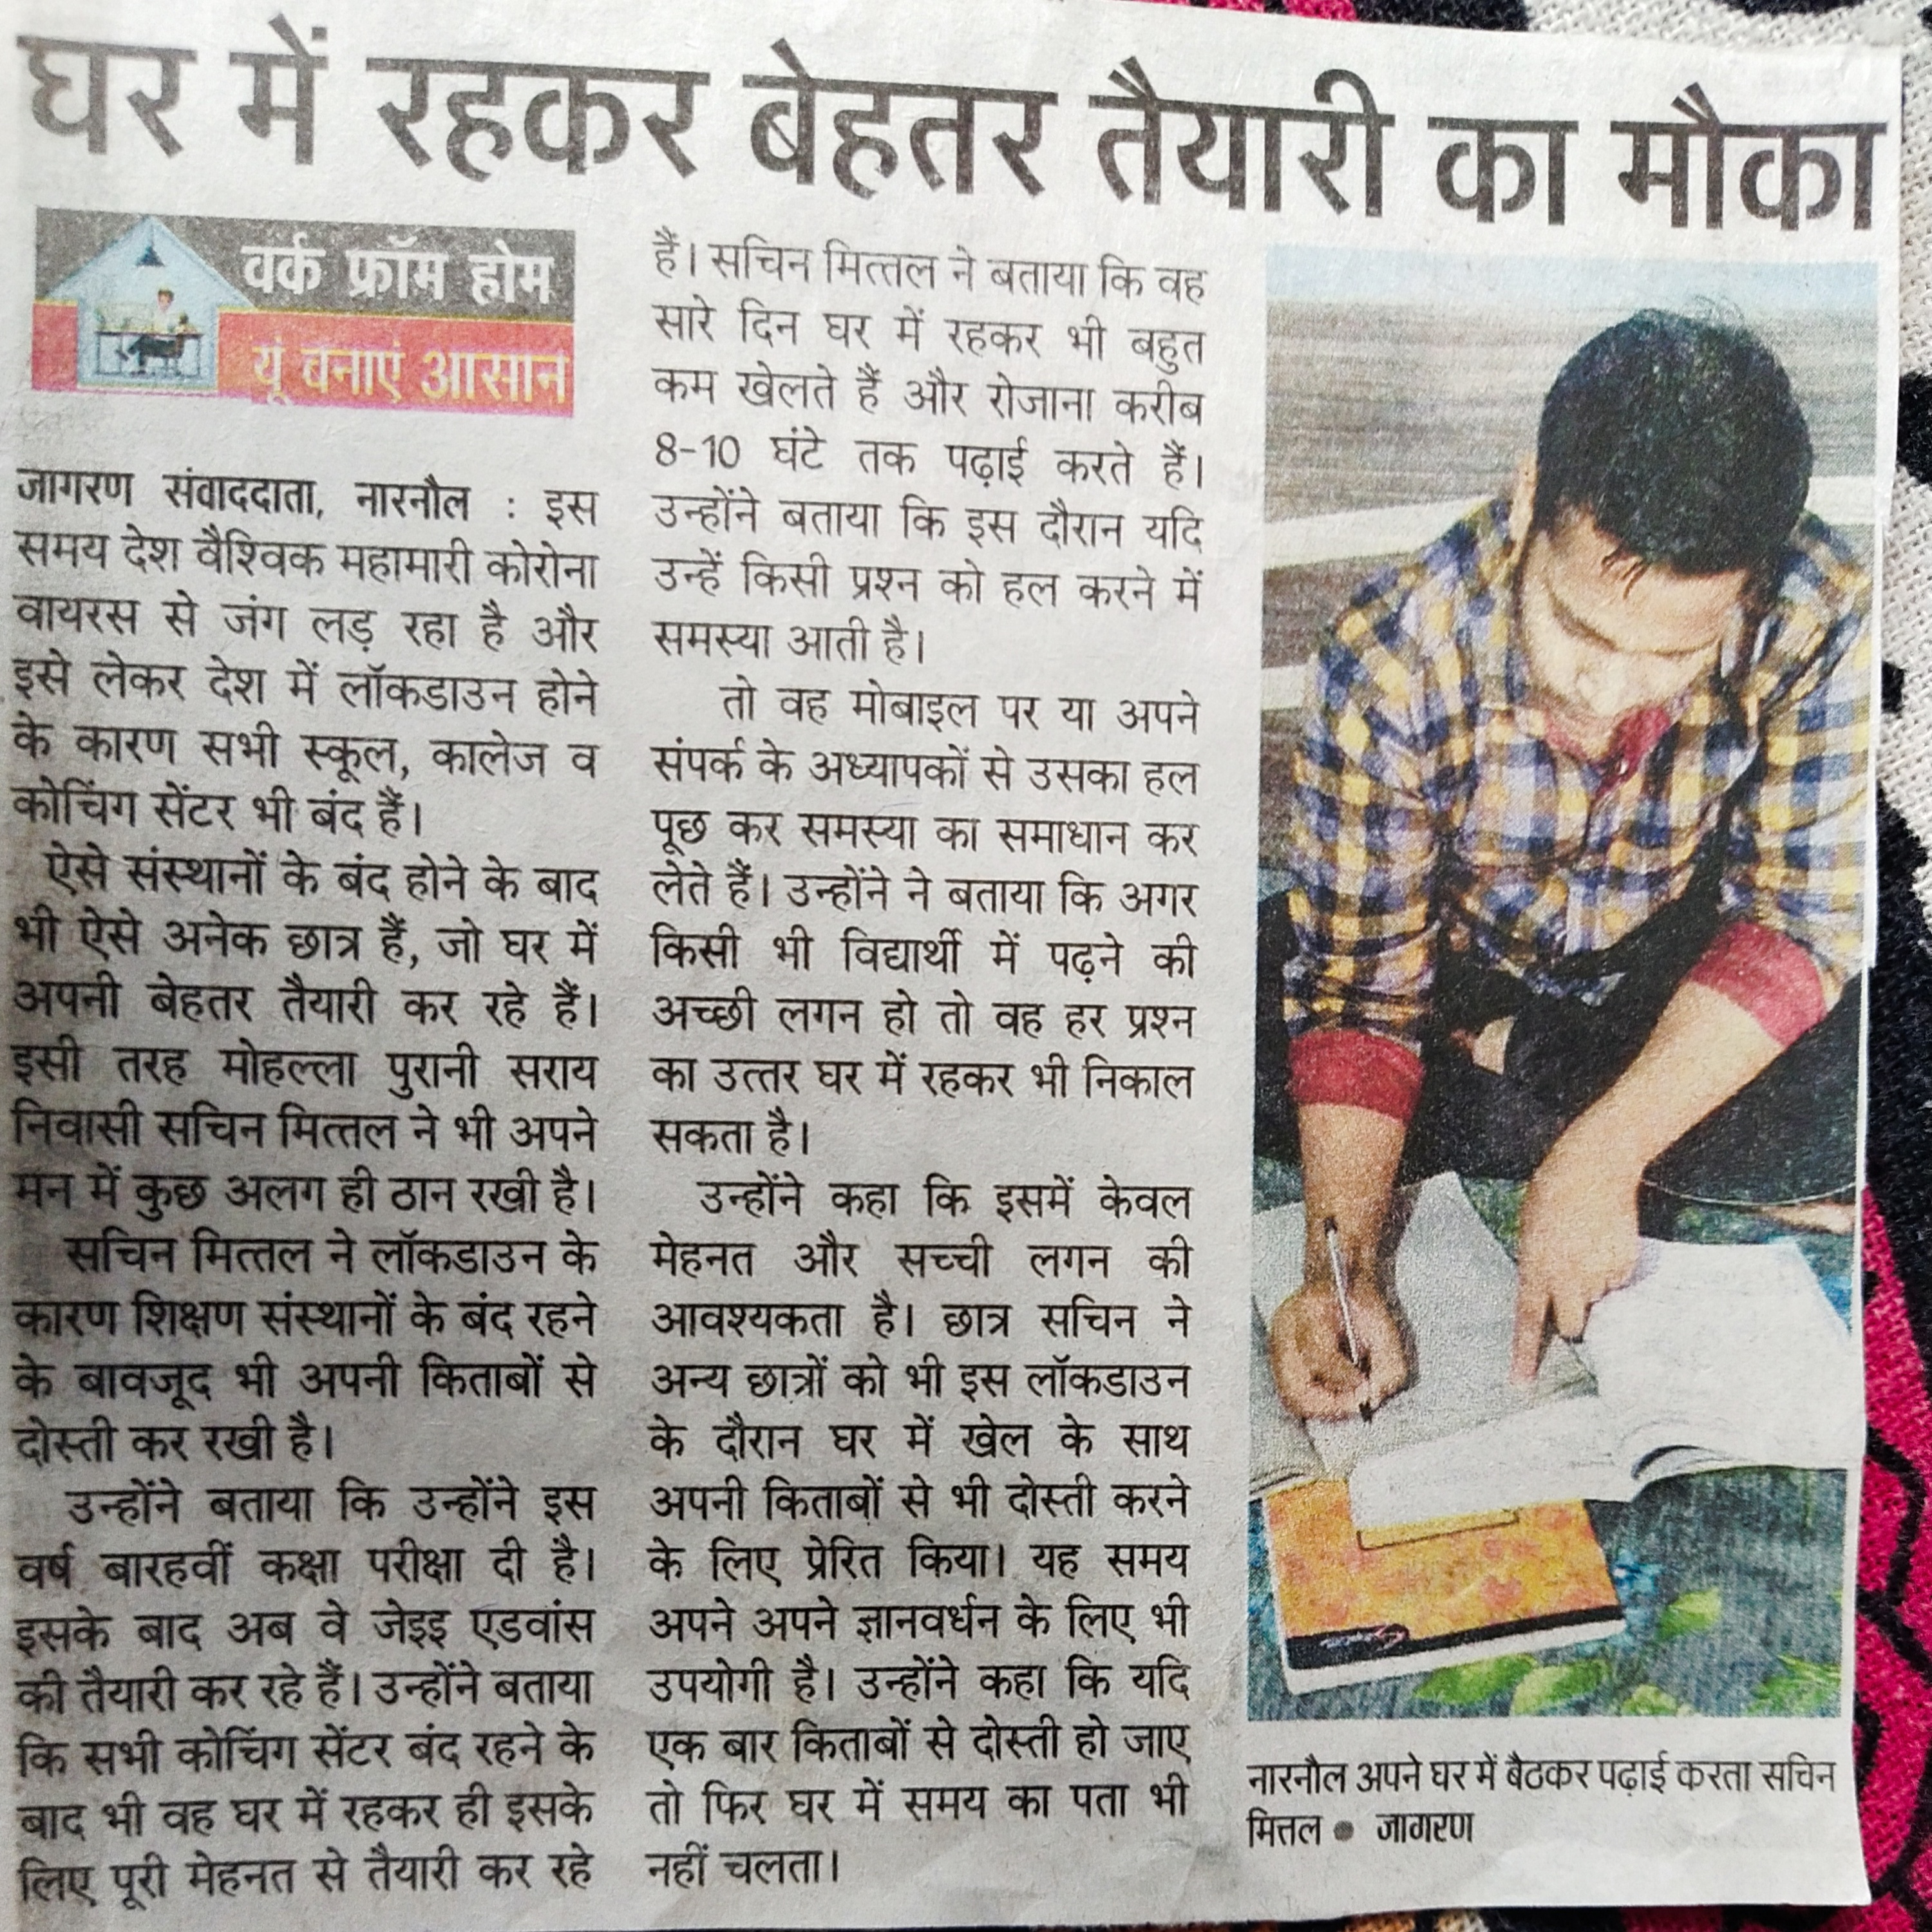 घर में रहकर बेहतर तैयारी का मौका
वर्क फ्रॉम होम
यूं बनाएं आसान
जागरण संवाददाता, नारनौल : इस
समय देश वैश्विक महामारी कोरोना
वायरस से जंग लड़ रहा है और
इसे लेकर देश में लॉकडाउन होने
के कारण सभी स्कूल, कालेज व
कोचिंग सेंटर भी बंद हैं।
ऐसे संस्थानों के बंद होने के बाद
भी ऐसे अनेक छात्र हैं, जो घर में
अपनी बेहतर तैयारी कर रहे हैं।
इसी तरह मोहल्ला पुरानी सराय
निवासी सचिन मित्तल ने भी अपने
मन में कुछ अलग ही ठान रखी है।
सचिन मित्तल ने लॉकडाउन के
कारण शिक्षण संस्थानों के बंद रहने
के बावजूद भी अपनी किताबों से
दोस्ती कर रखी है।
उन्होंने बताया कि उन्होंने इस
वर्ष बारहवीं कक्षा परीक्षा दी है।
इसके बाद अब वे जेइइ एडवांस
की तैयारी कर रहे हैं। उन्होंने बताया
कि सभी कोचिंग सेंटर बंद रहने के
बाद भी वह घर में रहकर ही इसके
लिए पूरी मेहनत से तैयारी कर रहे
हैं। सचिन मित्तल ने बताया कि वह
सारे दिन घर में रहकर भी बहुत
कम खेलते हैं और रोजाना करीब
8-10 घंटे तक पढ़ाई करते हैं।
उन्होंने बताया कि इस दौरान यदि
उन्हें किसी प्रश्न को हल करने में
समस्या आती है।
तो वह मोबाइल पर या अपने
संपर्क के अध्यापकों से उसका हल
पूछ कर समस्या का समाधान कर
लेते हैं। उन्होंने ने बताया कि अगर
किसी भी विद्यार्थी में पढ़ने की
अच्छी लगन हो तो वह हर प्रश्न
का उत्तर घर में रहकर भी निकाल
सकता है।
उन्होंने कहा कि इसमें केवल
मेहनत और सच्ची लगन की
आवश्यकता है। छात्र सचिन ने
अन्य छात्रों को भी इस लॉकडाउन
के दौरान घर में खेल के साथ
अपनी किताबों से भी दोस्ती करने
के लिए प्रेरित किया। यह समय
अपने अपने ज्ञानवर्धन के लिए भी
उपयोगी है। उन्होंने कहा कि यदि
एक बार किताबों से दोस्ती हो जाए
तो फिर घर में समय का पता भी
नहीं चलता।
नारनौल अपने घर में बैठकर पढ़ाई करता सचिन
मित्तल ● जागरण